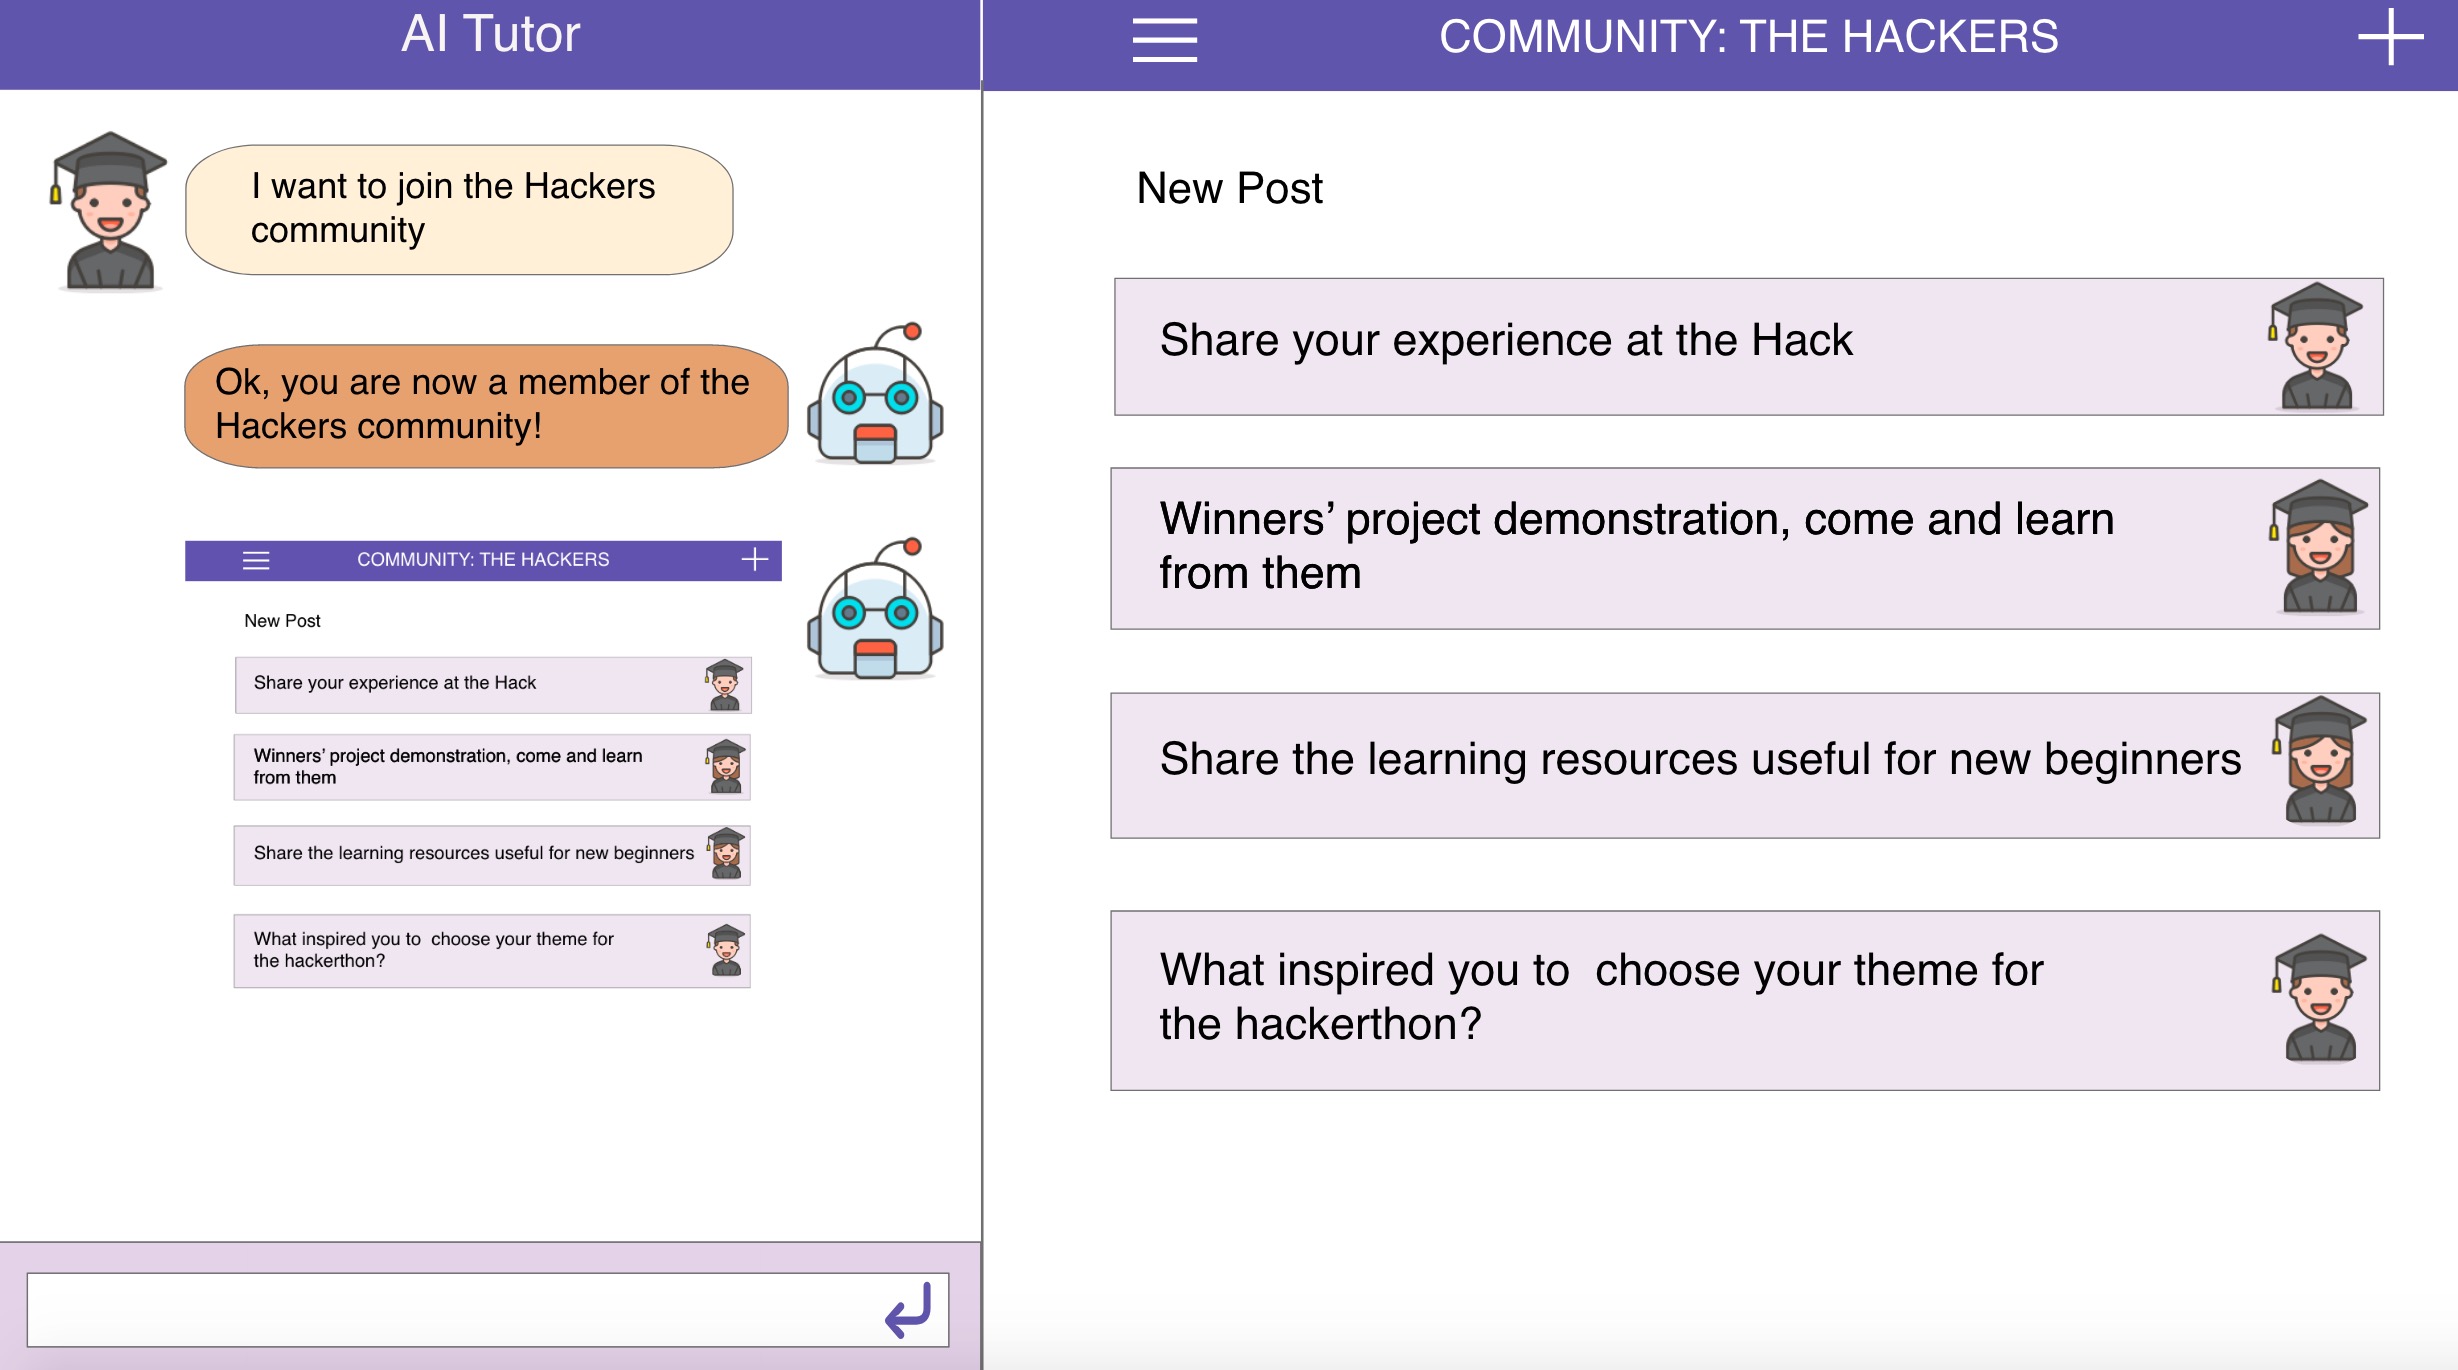 AI Tutor
I want to join the Hackers
community
Ok, you are now a member of the
Hackers community!
COMMUNITY: THE HACKERS
New Post
Share your experience at the Hack
Winners’ project demonstration, come and learn
from them
Share the learning resources useful for new beginners
What inspired you to  choose your theme for
the hackerthon?
COMMUNITY: THE HACKERS
New Post
Share your experience at the Hack
Winners’ project demonstration, come and learn
from them
Share the learning resources useful for new beginners
What inspired you to  choose your theme for
the hackerthon?